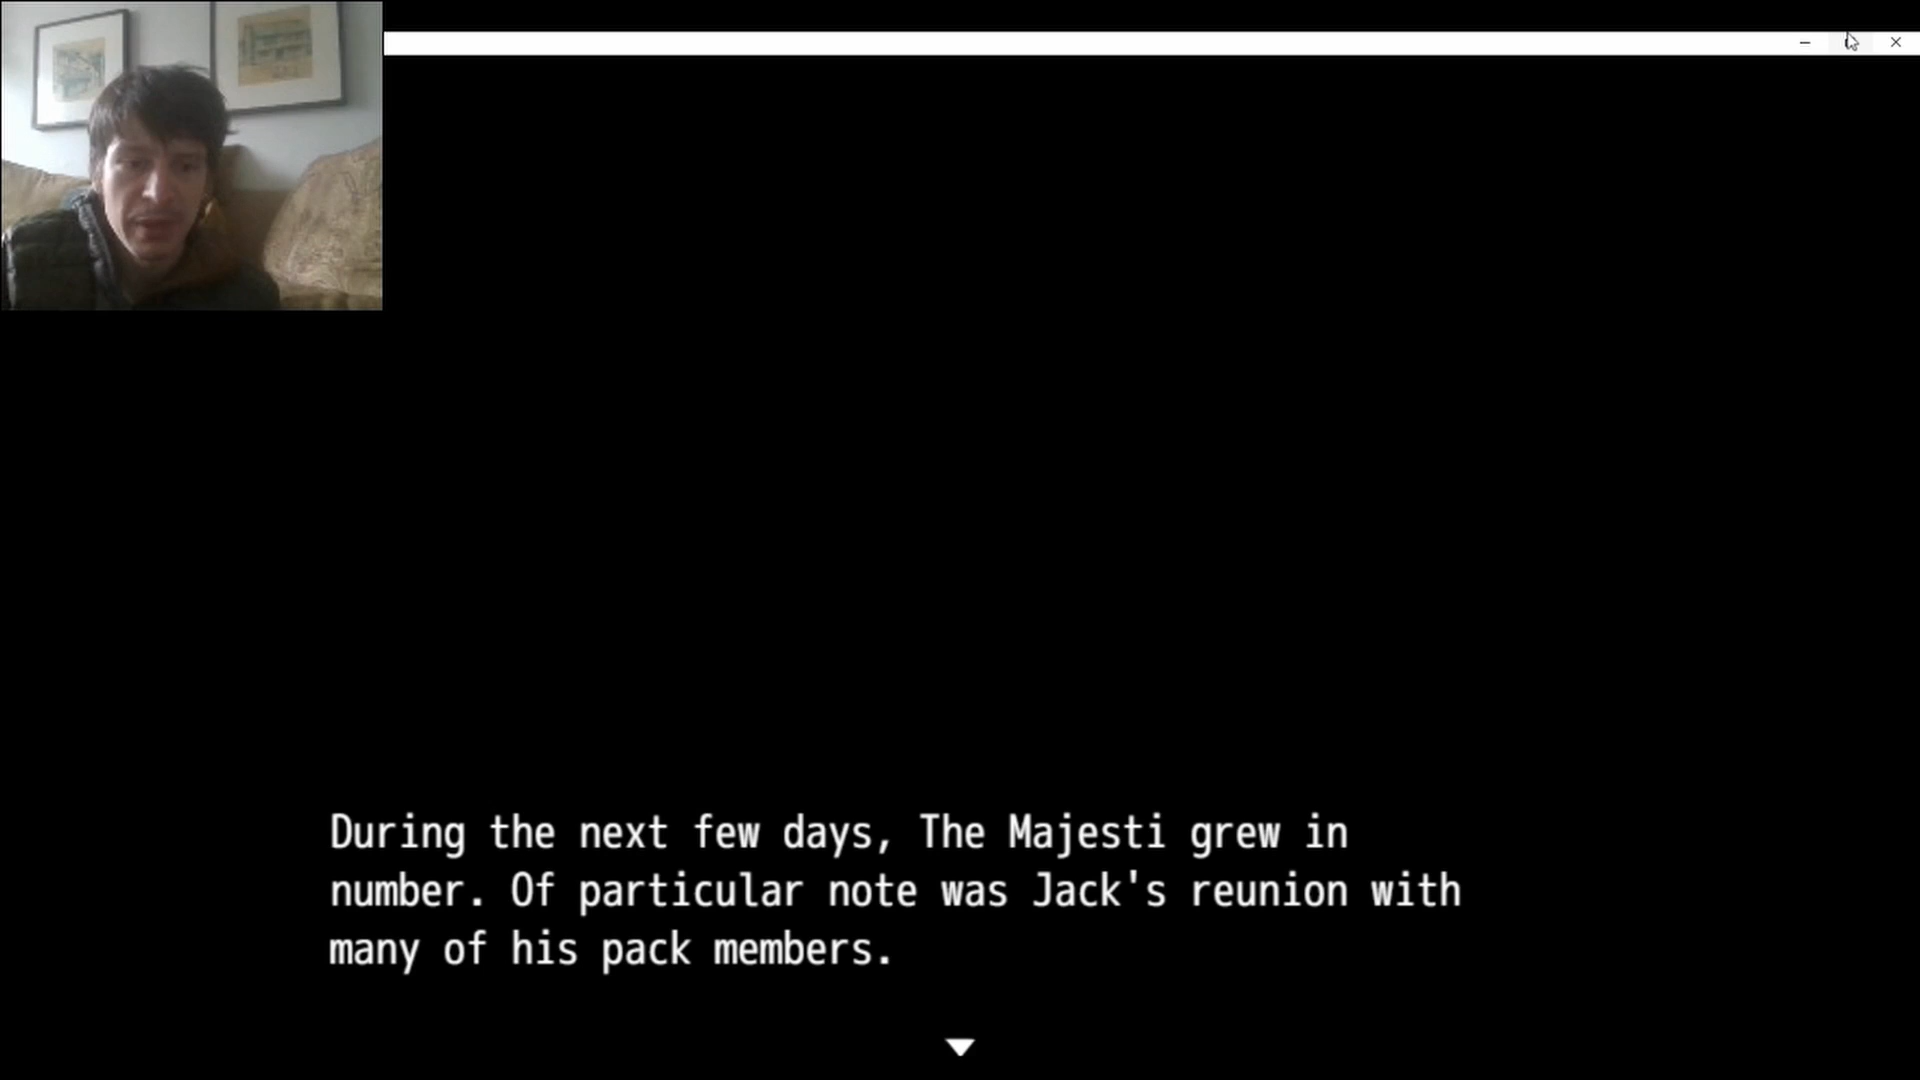 During the next few days, The Majesti grew in
number. Of particular note was Jack's reunion with
many of his pack members.